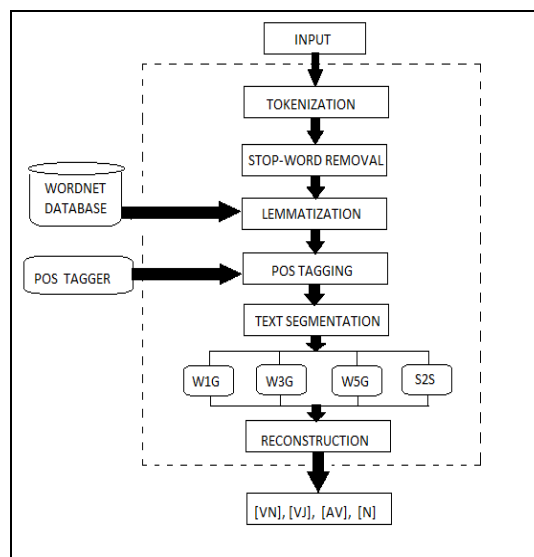 INPUT
TOKENIZATION
STOP-WORD REMOVAL
WORDNET
DATABASE
LEMMATIZATION
POS TAGGER
POS TAGGING
TEXT SEGMENTATION
W1G W3G W5G S2S
RECONSTRUCTION
[VN], [VJ], [AV], [N]